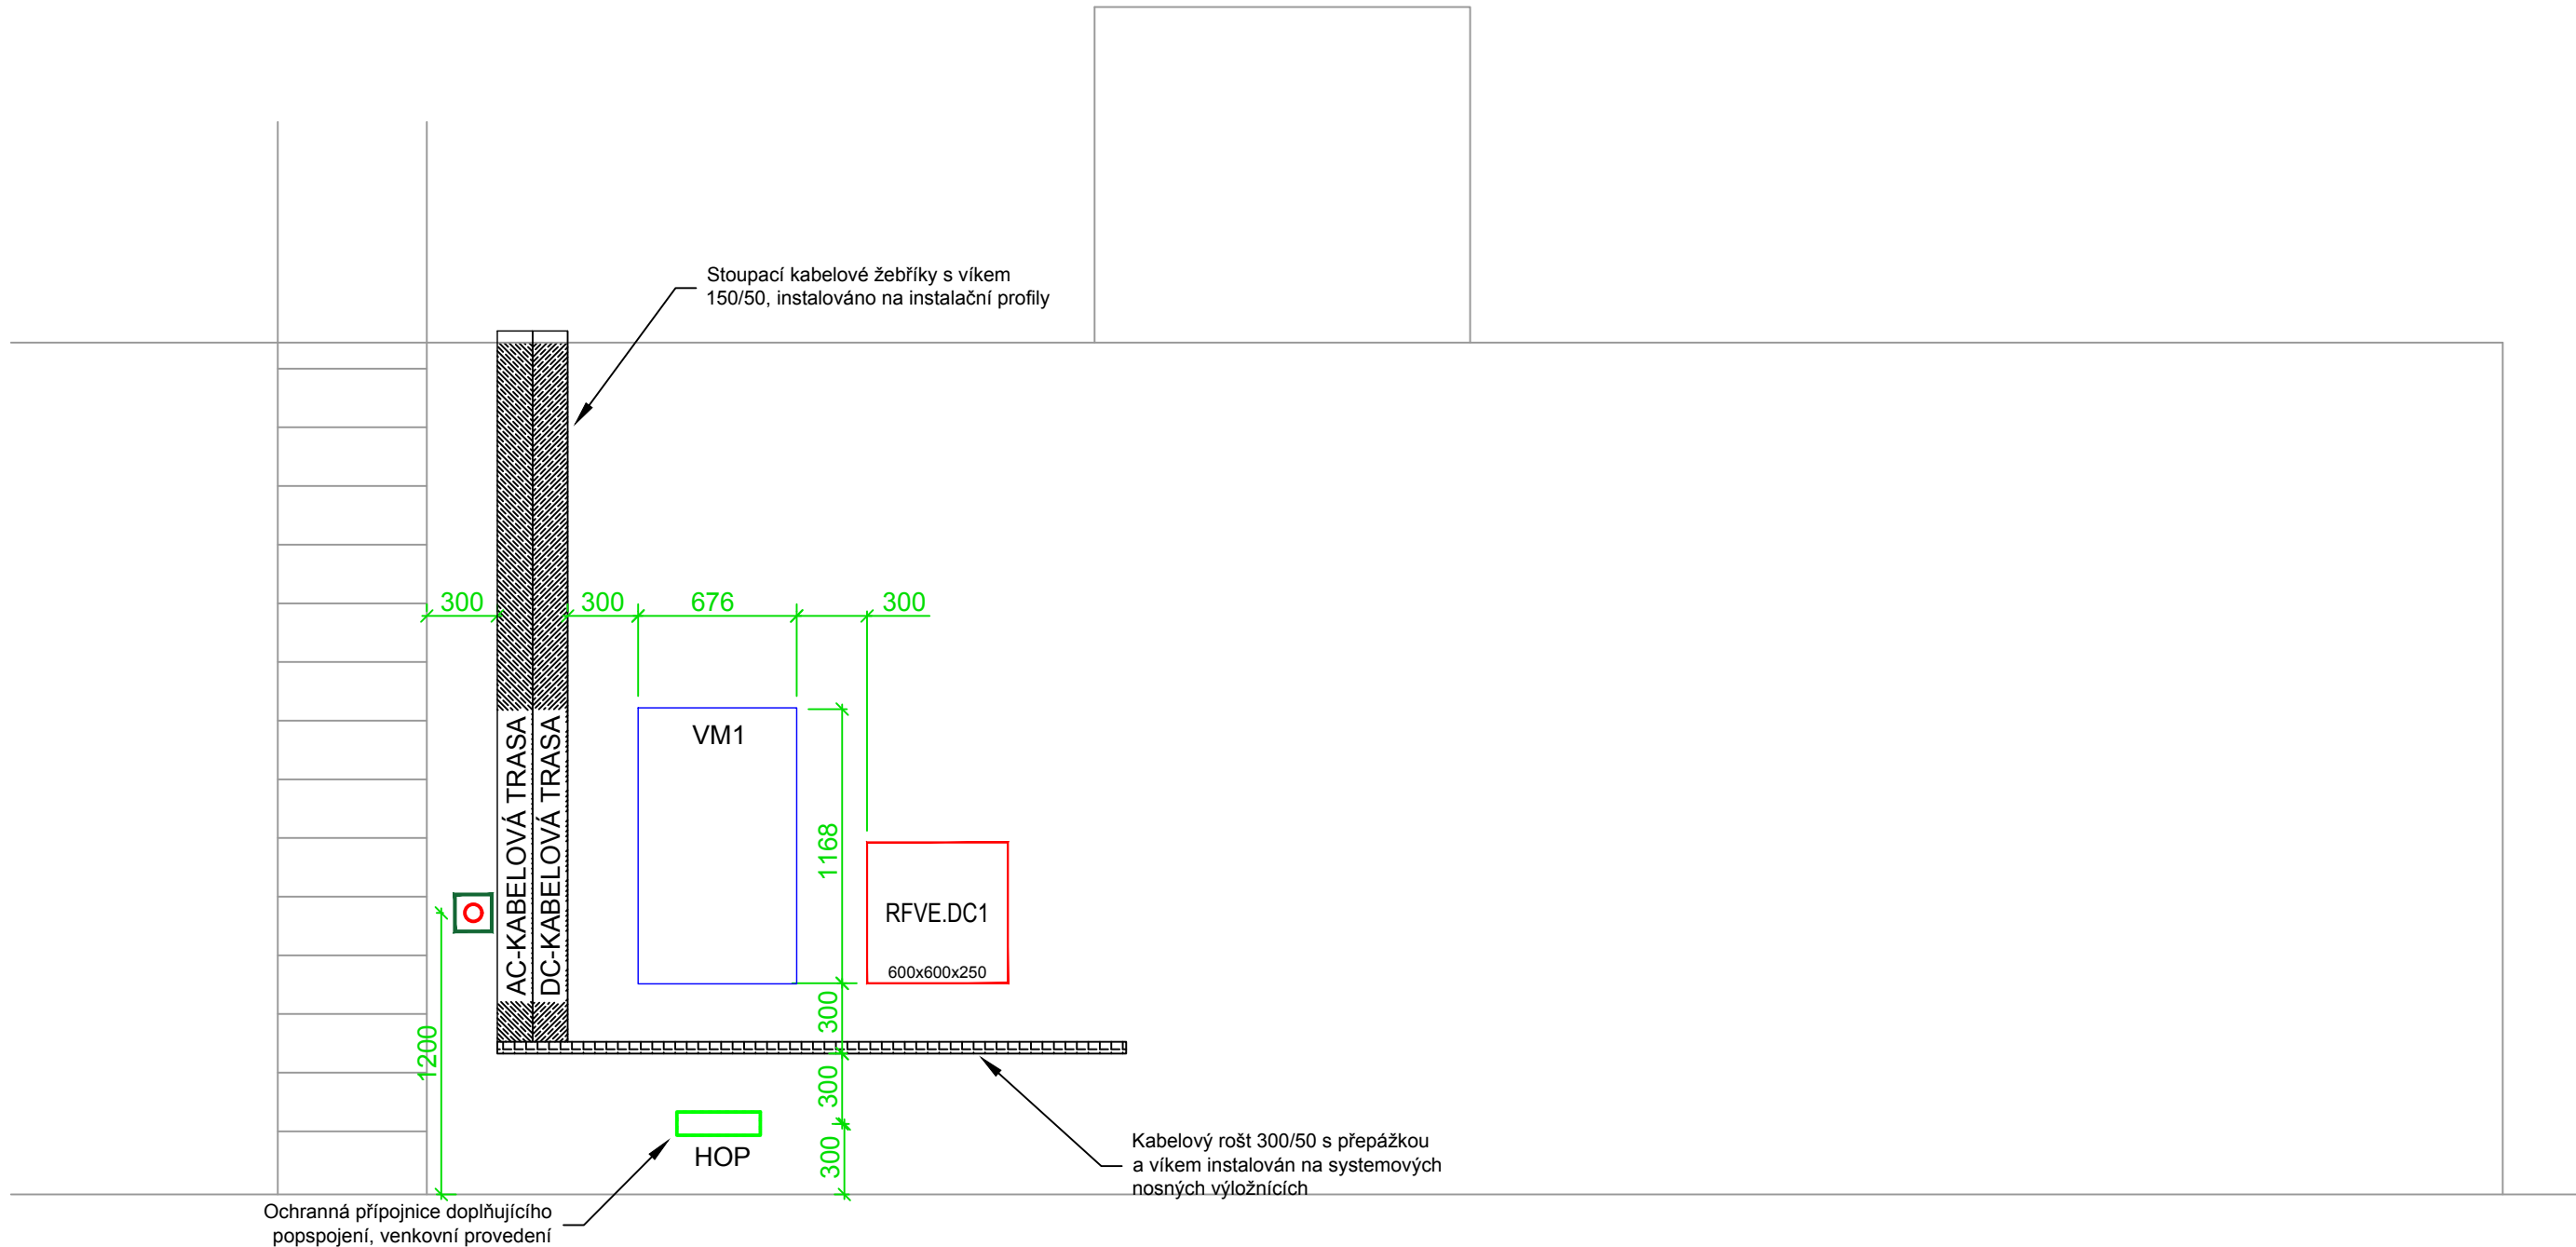 Stoupací kabelové žebříky s víkem
150/50, instalováno na instalační profily
300
300
676
300
AC-KABELOVÁ TRASA
DC-KABELOVÁ TRASA
VM1
1168
RFVE.DC1
600x600x250
300
1200
300
HOP
300
Kabelový rošt 300/50 s přepážkou
a víkem instalován na systemových
nosných výložnících
Ochranná přípojnice doplňujícího
popspojení, venkovní provedení